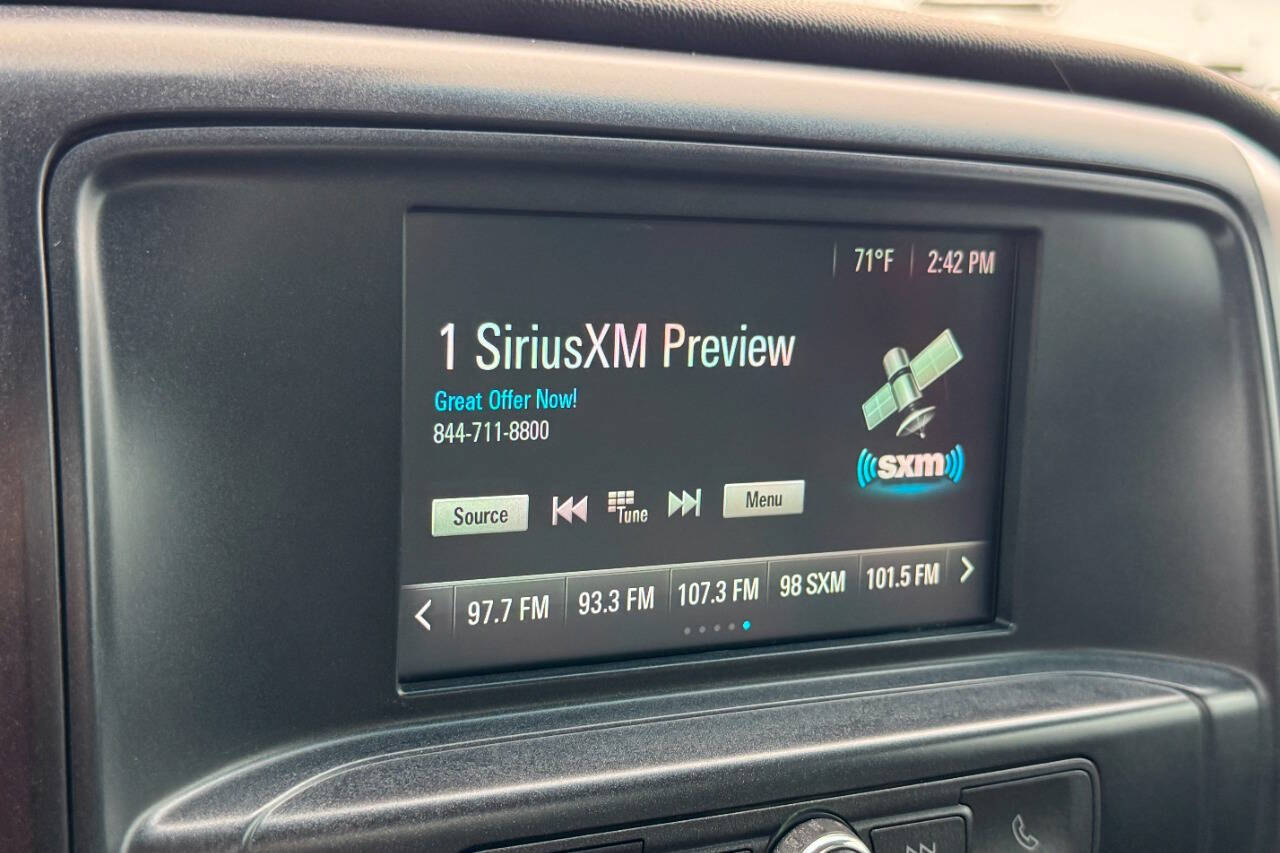 71°F 2:42 PM
1 SiriusXM Preview
Great Offer Now!
844-711-8800
sxm
Source Tune Menu
97.7 FM 93.3 FM 107.3 FM 98 SXM 101.5 FM